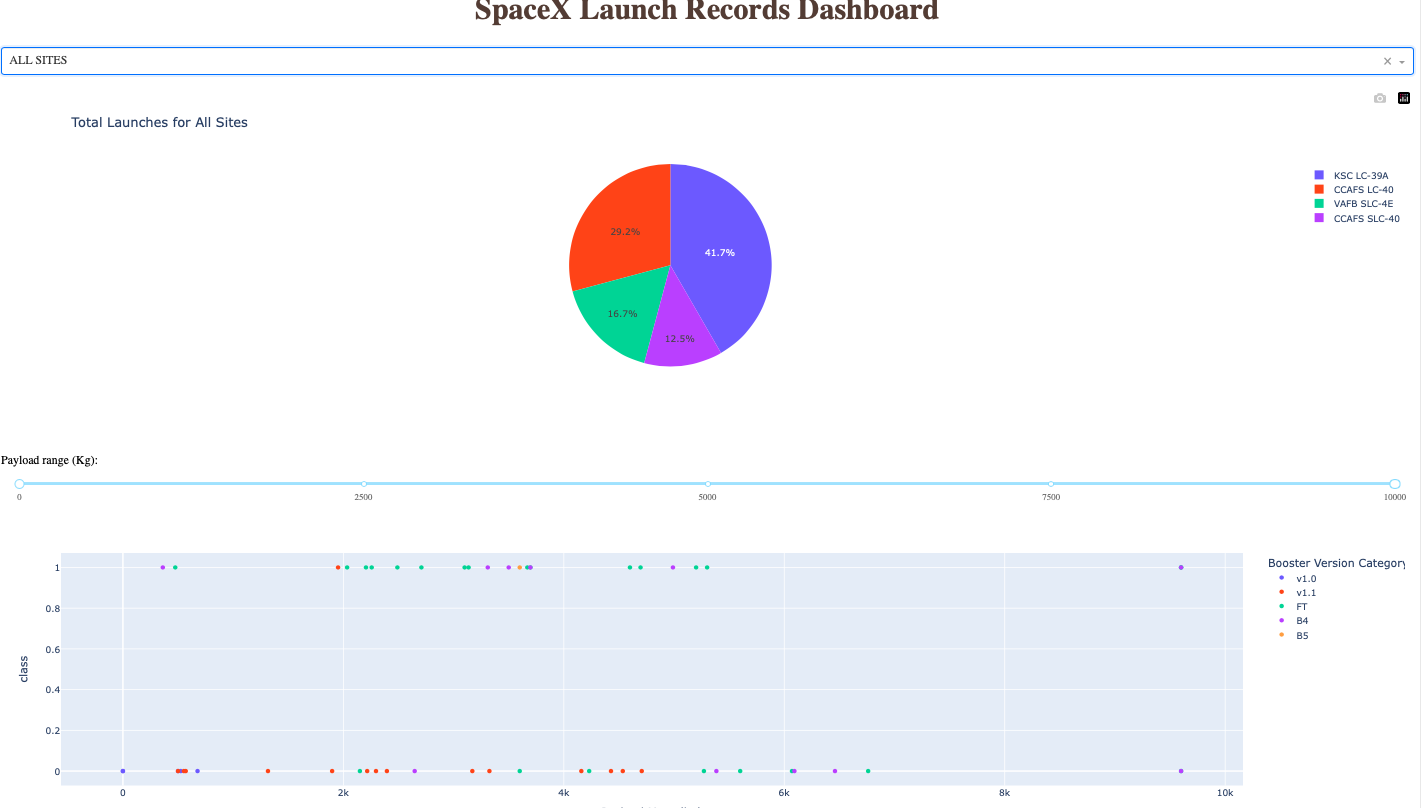 SpaceX Launch Records Dashboard
ALL SITES
Total Launches for All Sites
KSC LC-39A
CCAFS LC-40
VAFB SLC-4E
CCAFS SLC-40
29.2%
41.7%
16.7%
12.5%
Payload range (Kg):
0 2500 5000 7500 10000
Booster Version Category
v1.0
v1.1
FT
B4
B5
class
1
0.8
0.6
0.4
0.2
0
0 2k 4k 6k 8k 10k